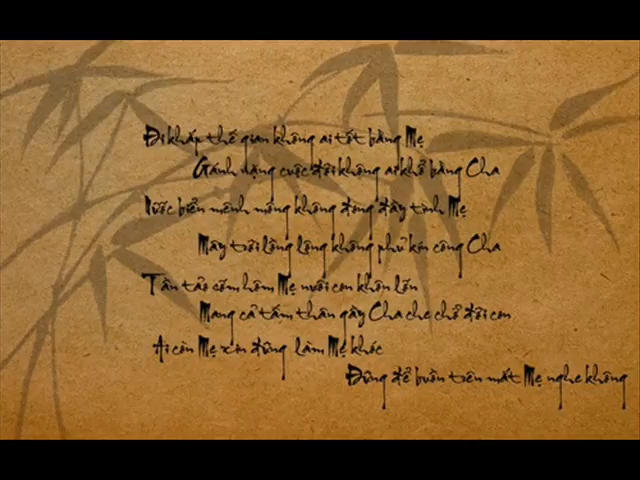 Đi khắp thế gian không ai tốt bằng Mẹ
Gánh nặng cuộc đời không ai khổ bằng Cha
Nước biển mênh mông không đong đầy tình Mẹ
Mây trời lồng lộng không phủ kín công Cha
Tần tảo sớm hôm Mẹ nuôi con khôn lớn
Mang cả tấm thân gầy Cha che chở đời con
Ai còn Mẹ xin đừng làm Mẹ khóc
Đừng để buồn trên mắt Mẹ nghe không